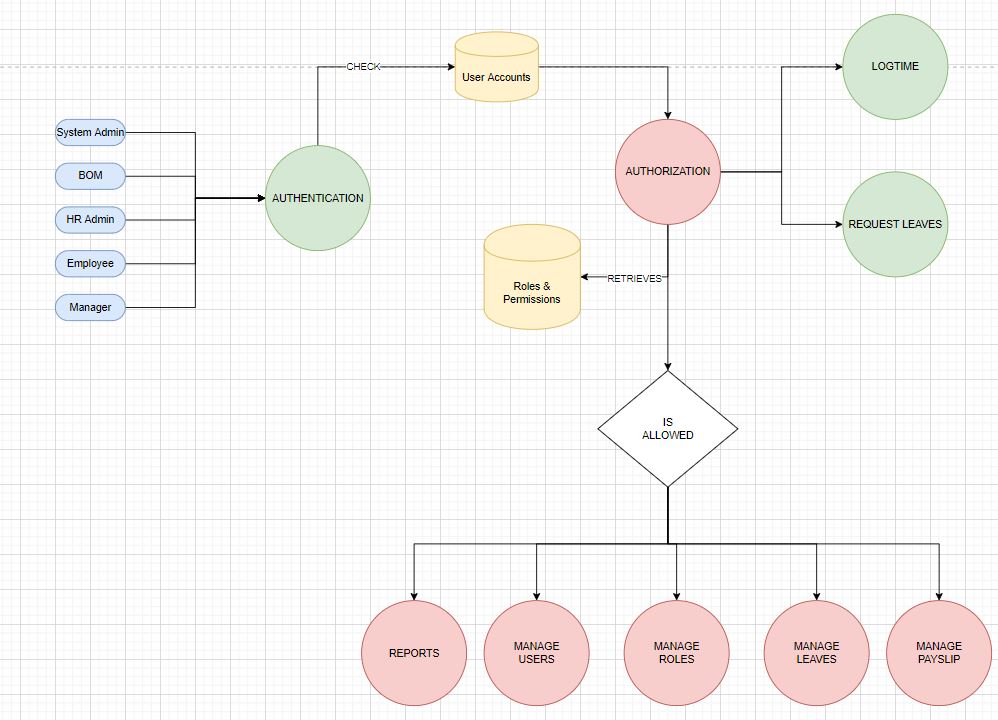 LOGTIME
CHECK
User Accounts
System Admin
BOM
HR Admin
Employee
Manager
AUTHENTICATION
AUTHORIZATION
REQUEST LEAVES
Roles &
Permissions
RETRIEVES
IS
ALLOWED
REPORTS
MANAGE
USERS
MANAGE
ROLES
MANAGE
LEAVES
MANAGE
PAYSLIP